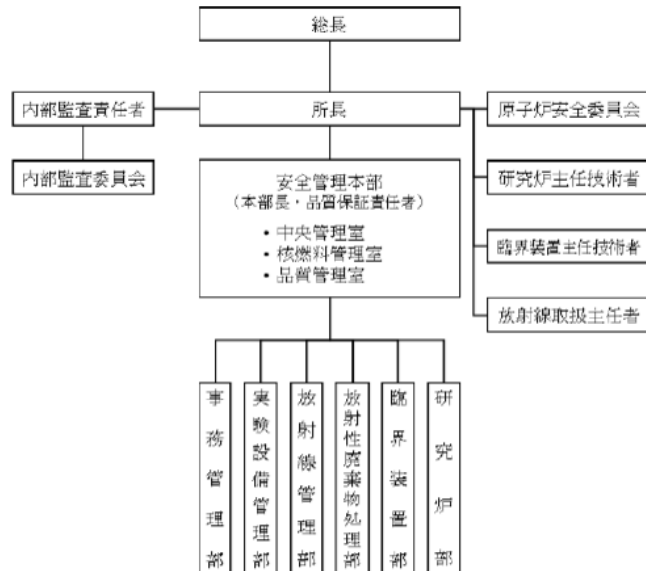 総長
内部監査責任者
所長
原子炉安全委員会
内部監査委員会
安全管理本部
(本部長・品質保証責任者)
・中央管理室
・核燃料管理室
・品質管理室
研究炉主任技術者
臨界装置主任技術者
放射線取扱主任者
事務管理部
実験設備管理部
放射線管理部
放射性廃棄物処理部
臨界装置部
研究炉部